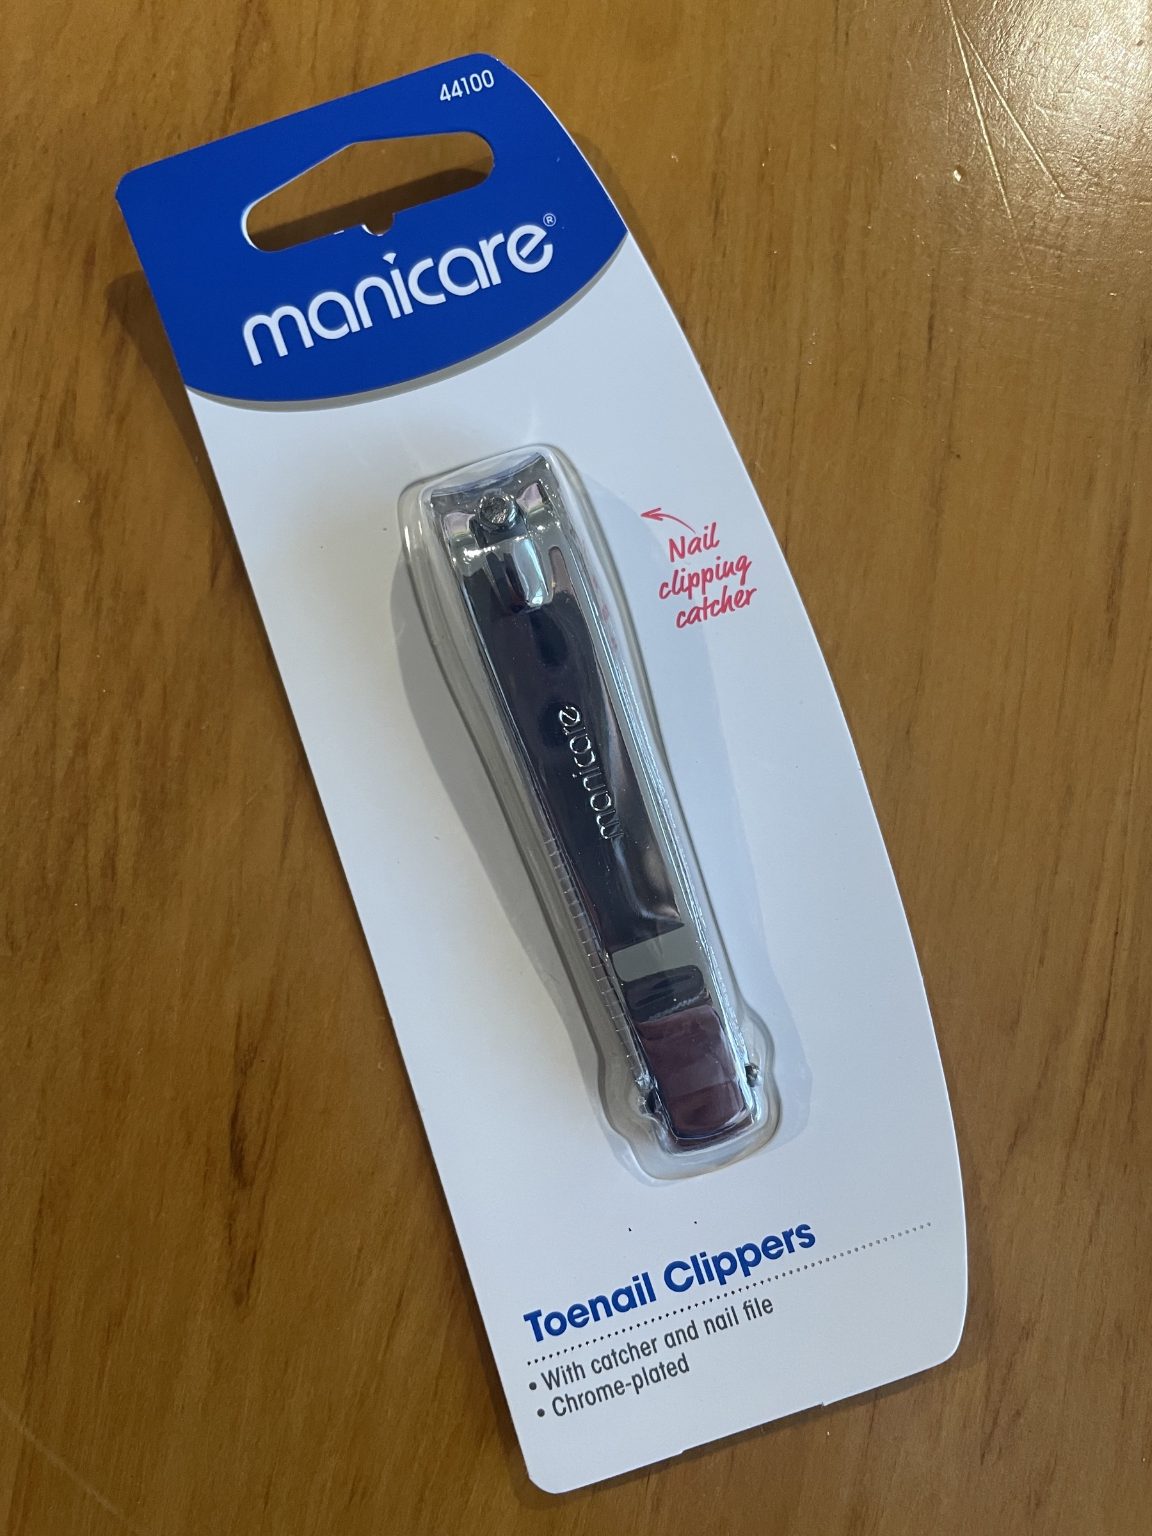 44100
manicare®
Nail
clipping
catcher
manicare
Toenail Clippers
• With catcher and nail file
• Chrome-plated